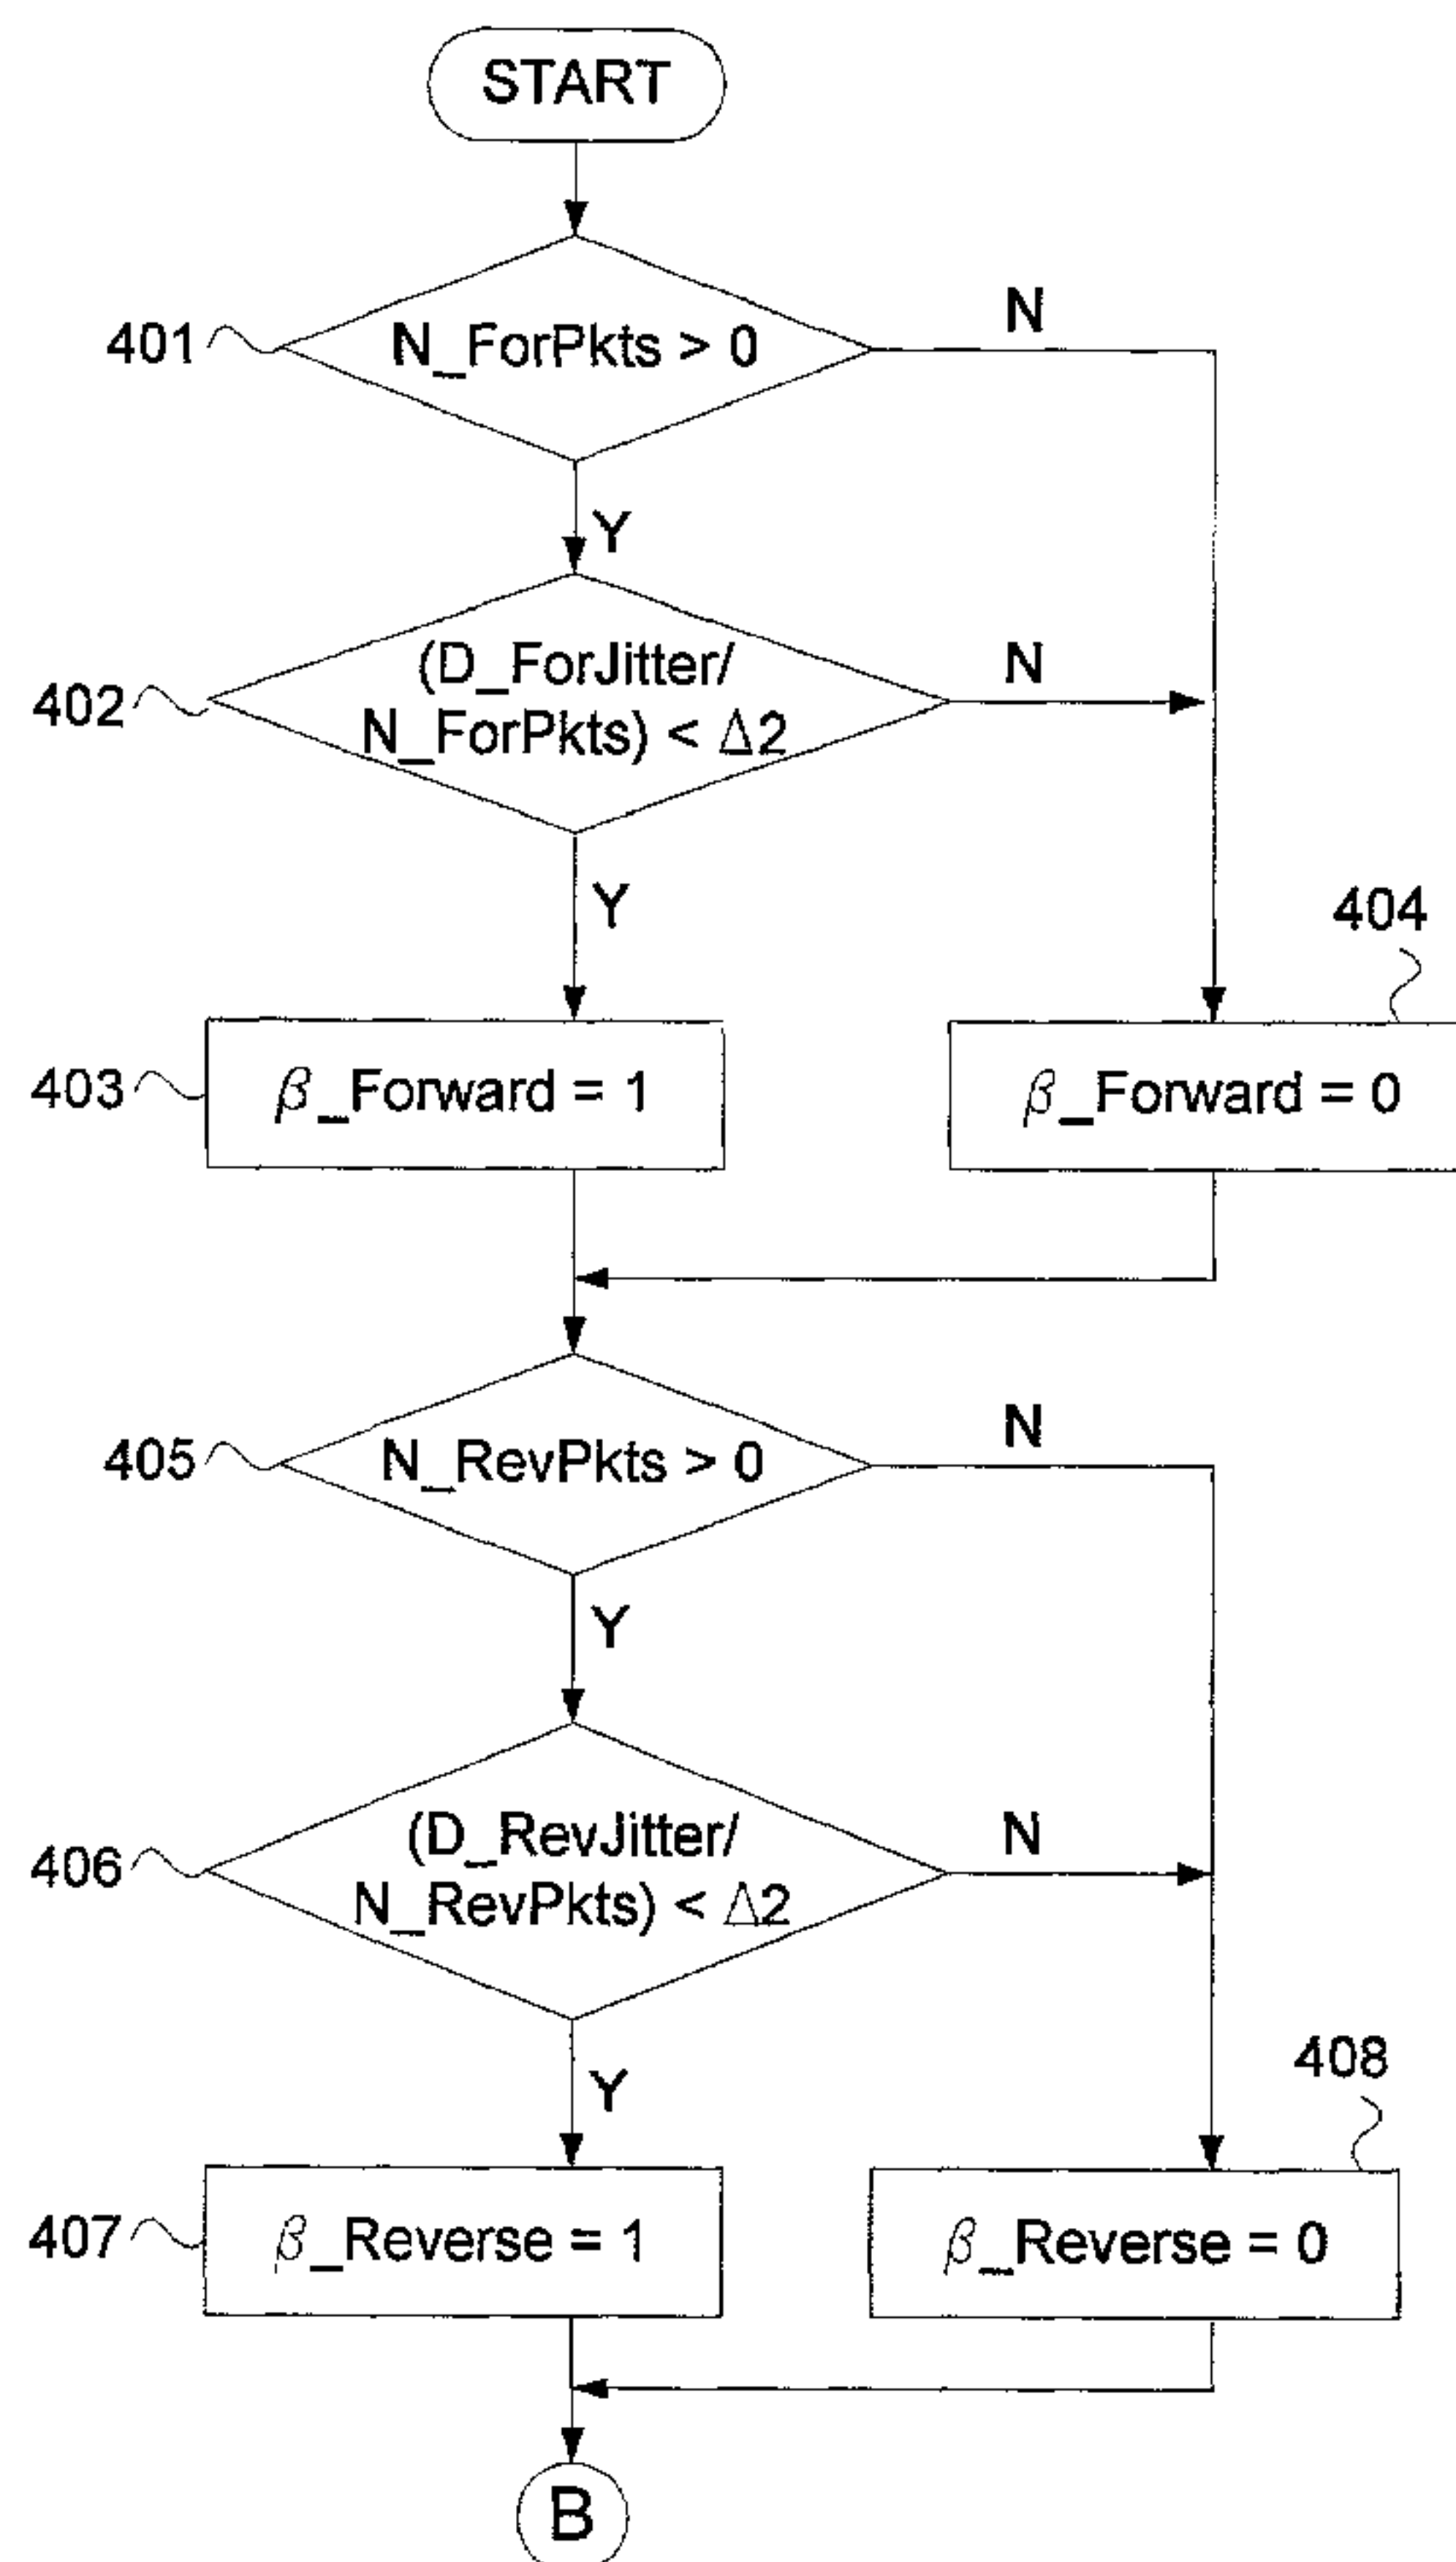 START
401
N_ForPkts > 0
N
Y
402
(D_ForJitter/
N_ForPkts) < Δ2
N
Y
404
403
β_Forward = 1
β_Forward = 0
405
N_RevPkts > 0
N
Y
406
(D_RevJitter/
N_RevPkts) < Δ2
N
Y
408
407
β_Reverse = 1
β_Reverse = 0
B